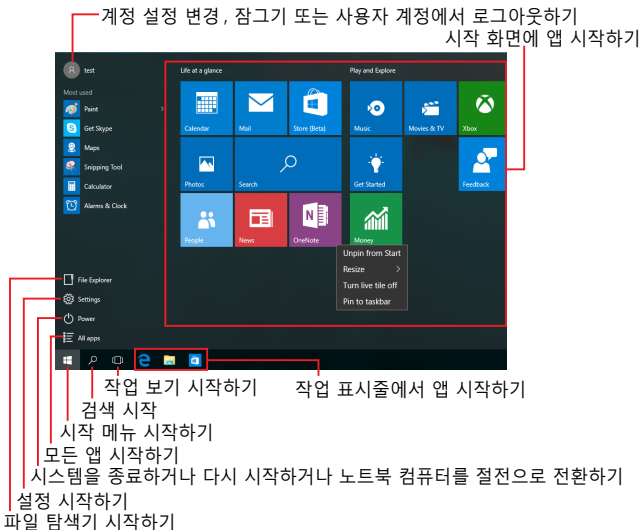 계정 설정 변경, 잠그기 또는 사용자 계정에서 로그아웃하기
시작 화면에 앱 시작하기
test
Life at a glance
Play and Explore
Most used
Paint
Get Skype
Maps
Snipping Tool
Calculator
Alarms & Clock
Calendar
Mail
Store (Beta)
Music
Movies & TV
Xbox
Photos
Search
Get Started
Feedback
People
News
OneNote
Money
Unpin from Start
Resize
Turn live tile off
Pin to taskbar
File Explorer
Settings
Power
All apps
작업 보기 시작하기
작업 표시줄에서 앱 시작하기
검색 시작
시작 메뉴 시작하기
모든 앱 시작하기
시스템을 종료하거나 다시 시작하거나 노트북 컴퓨터를 절전으로 전환하기
설정 시작하기
파일 탐색기 시작하기